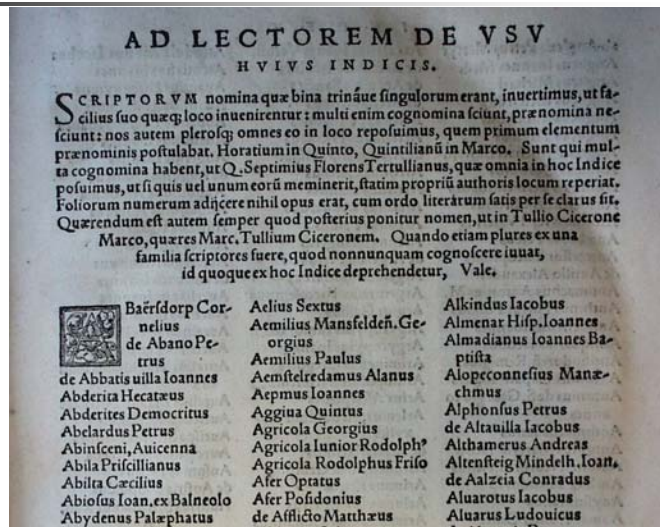 AD LECTOREM DE VSV
HVIVS INDICIS.
SCRIPTORVM nomina quæ bina trináue singulorum erant, inuertimus, ut fa-
cilius suo quæq; loco inuenirentur: multi enim cognomina sciunt, prænomina ne-
sciunt: nos autem plerosq; omnes eo in loco reposuimus, quem primum elementum
prænominis postulabat. Horatium in Quinto, Quintilianū in Marco. Sunt qui mul-
ta cognomina habent, ut Q. Septimius Florens Tertullianus, quæ omnia in hoc Indice
posuimus, ut si quis uel unum eorū meminerit, statim propriū authoris locum reperiat.
Foliorum numerum adijcere nihil opus erat, cum ordo literārum satis per se clarus sit.
Quærendum est autem semper quod posterius ponitur nomen, ut in Tullio Cicerone
Marco, quæres Marc. Tullium Ciceronem. Quando etiam plures ex una
familia scriptores fuere, quod nonnunquam cognoscere iuuat,
id quoque ex hoc Indice deprehendetur, Vale.
ABaërsdorp Cor-
nelius
de Abano Pe-
trus
de Abbatis uilla Ioannes
Abderita Hecatæus
Abderites Democritus
Abelardus Petrus
Abinsceni, Auicenna
Abila Priscillianus
Abilta Cæcilius
Abiosus Ioan. ex Balneolo
Abydenus Palæphatus
Aelius Sextus
Aemilius Mansfelden̄. Ge-
orgius
Aemilius Paulus
Aemstelredamus Alanus
Aepmus Ioannes
Aggiua Quintus
Agricola Georgius
Agricola Iunior Rodolph⁹
Agricola Rodolphus Friso
Afer Optatus
Afer Posidonius
de Afflicto Matthæus
Alkindus Iacobus
Almenar Hisp. Ioannes
Almadianus Ioannes Ba-
ptista
Alopeconnesius Manæ-
chmus
Alphonsus Petrus
de Altauilla Iacobus
Althamerus Andreas
Altensteig Mindelh. Ioan.
de Alzeia Conradus
Aluarotus Iacobus
Aluarus Ludouicus